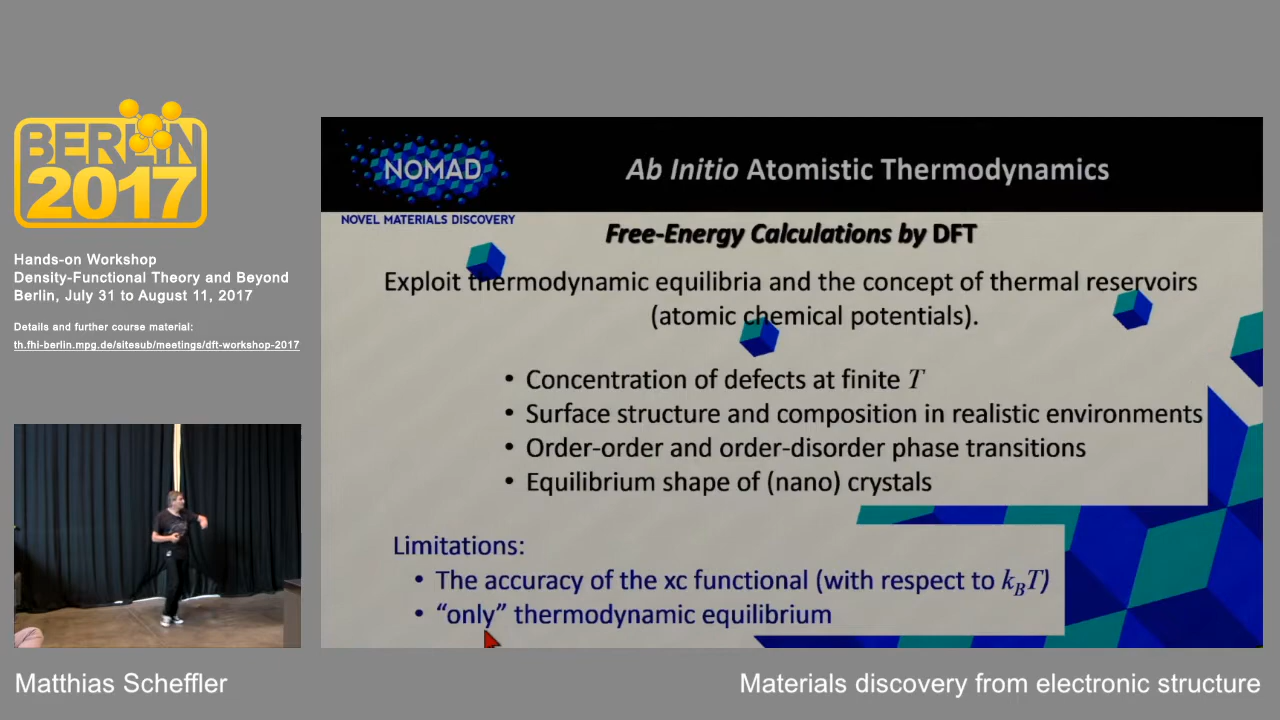 BERLIN
2017
Hands-on Workshop
Density-Functional Theory and Beyond
Berlin, July 31 to August 11, 2017
Details and further course material:
th.fhi-berlin.mpg.de/sitesub/meetings/dft-workshop-2017
NOMAD
NOVEL MATERIALS DISCOVERY
Ab Initio Atomistic Thermodynamics
Free-Energy Calculations by DFT
Exploit thermodynamic equilibria and the concept of thermal reservoirs
(atomic chemical potentials).
• Concentration of defects at finite T
• Surface structure and composition in realistic environments
• Order-order and order-disorder phase transitions
• Equilibrium shape of (nano) crystals
Limitations:
• The accuracy of the xc functional (with respect to k_BT)
• “only” thermodynamic equilibrium
Matthias Scheffler
Materials discovery from electronic structure